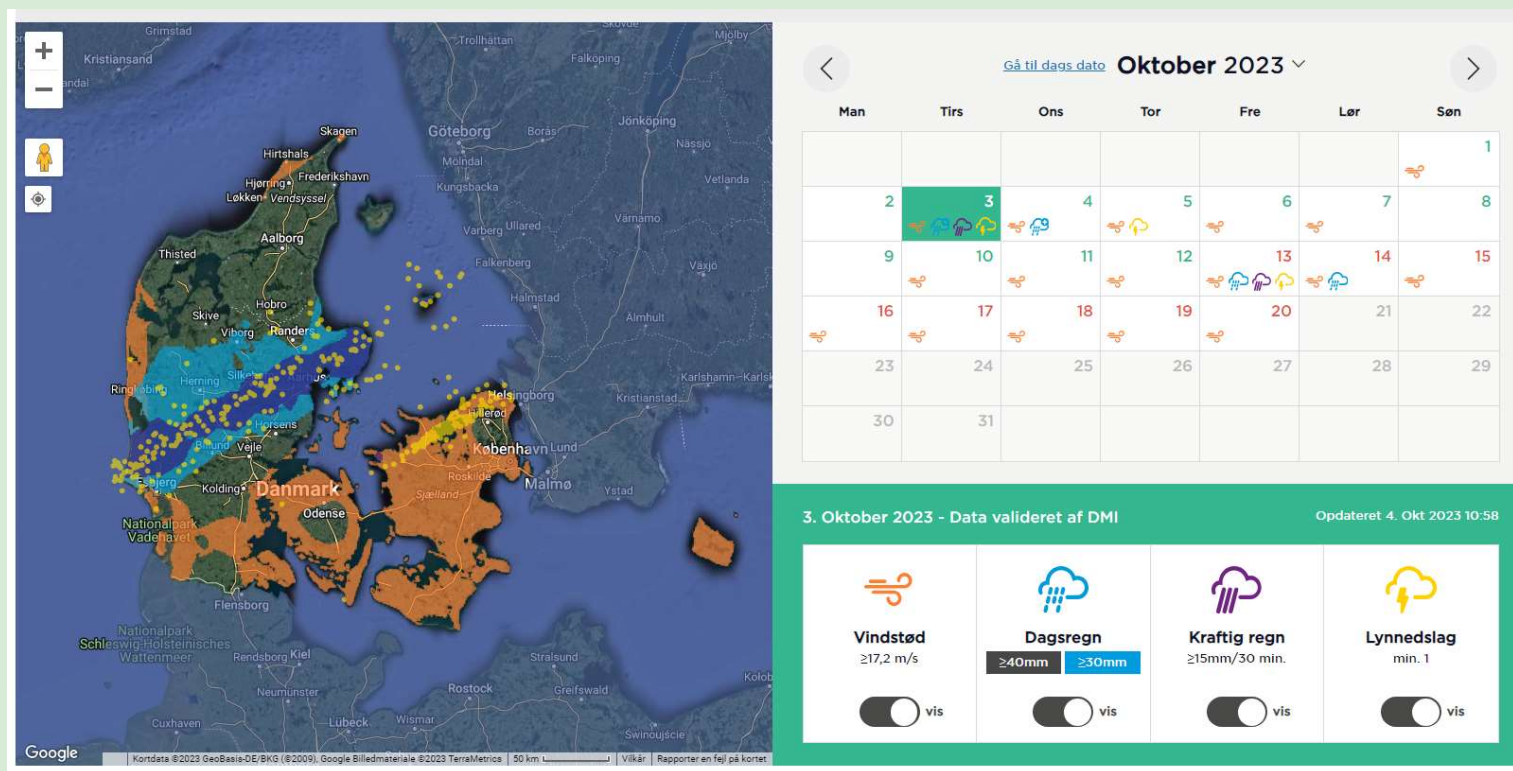 Grimstad
Skövde
Mjölby
Kristiansand
Trollhättan
Falköping
Göteborg
Borås
Jönköping
Skagen
Nässjö
Hirtshals
Mölndal
Hjørring
Frederikshavn
Kungsbacka
Vetlanda
Løkken
Vendsyssel
Ullared
Värnamo
Varberg
Aalborg
Thisted
Falkenberg
Växjö
Hobro
Halmstad
Skive
Älmhult
Viborg
Randers
Herning
Ringkøbing
Aarhus
Karlshamn
Helsingborg
Kristianstad
Hillerød
Horsens
Billund
Vejle
København
Lund
Esbjerg
Roskilde
Kolding
Danmark
Malmø
Sjælland
Ystad
Odense
Nationalpark
Vadehavet
Flensborg
Nationalpark
Schleswig-Holsteinisches
Wattenmeer
Rendsborg
Kiel
Stralsund
Neumünster
Rostock
Greifswald
Cuxhaven
Lübeck
Wismar
Świnoujście
Google
Kortdata ©2023 GeoBasis-DE/BKG (©2009), Google Billedmateriale ©2023 TerraMetrics
50 km
Vilkår
Rapporter en fejl på kortet
Gå til dags dato Oktober 2023
Man Tirs Ons Tor Fre Lør Søn
1
2 3 4 5 6 7 8
9 10 11 12 13 14 15
16 17 18 19 20 21 22
23 24 25 26 27 28 29
30 31
3. Oktober 2023 - Data valideret af DMI Opdateret 4. Okt 2023 10:58
Vindstød Dagsregn Kraftig regn Lynnedslag
≥17,2 m/s ≥40mm ≥30mm ≥15mm/30 min. min. 1
vis vis vis vis